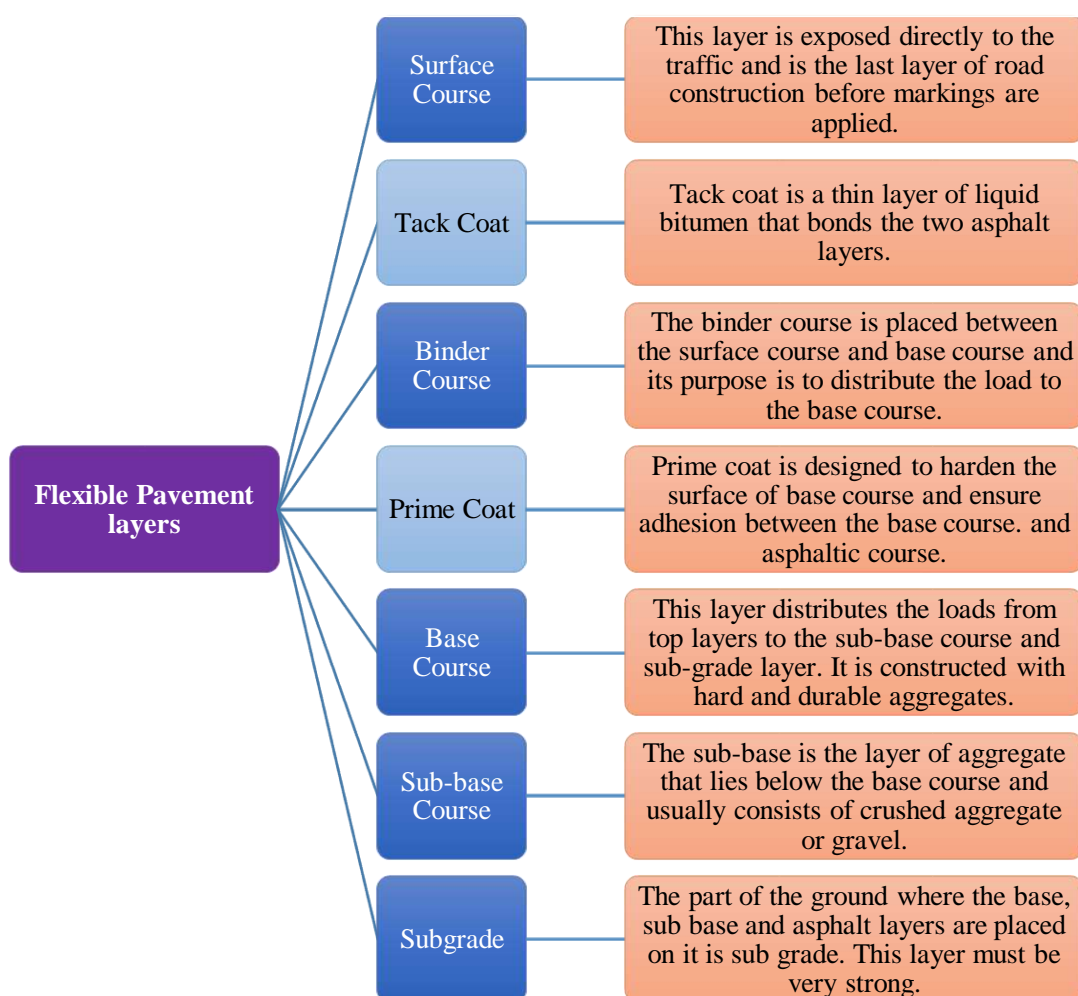 Flexible Pavement
layers
Surface
Course
This layer is exposed directly to the
traffic and is the last layer of road
construction before markings are
applied.
Tack Coat
Tack coat is a thin layer of liquid
bitumen that bonds the two asphalt
layers.
Binder
Course
The binder course is placed between
the surface course and base course and
its purpose is to distribute the load to
the base course.
Prime Coat
Prime coat is designed to harden the
surface of base course and ensure
adhesion between the base course. and
asphaltic course.
Base
Course
This layer distributes the loads from
top layers to the sub-base course and
sub-grade layer. It is constructed with
hard and durable aggregates.
Sub-base
Course
The sub-base is the layer of aggregate
that lies below the base course and
usually consists of crushed aggregate
or gravel.
Subgrade
The part of the ground where the base,
sub base and asphalt layers are placed
on it is sub grade. This layer must be
very strong.